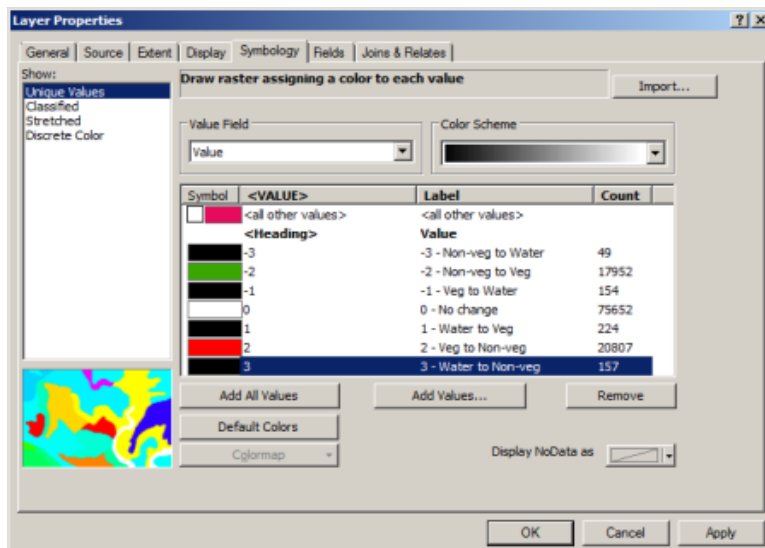 Layer Properties
General Source Extent Display Symbology Fields Joins & Relates
Show:
Unique Values
Classified
Stretched
Discrete Color
Draw raster assigning a color to each value
Import...
Value Field
Value
Color Scheme
Symbol <VALUE> Label Count
<all other values> <all other values>
<Heading> Value
-3 -3 - Non-veg to Water 49
-2 -2 - Non-veg to Veg 17952
-1 -1 - Veg to Water 154
0 0 - No change 75652
1 1 - Water to Veg 224
2 2 - Veg to Non-veg 20807
3 3 - Water to Non-veg 157
Add All Values Add Values... Remove
Default Colors
Colormap
Display NoData as
OK Cancel Apply